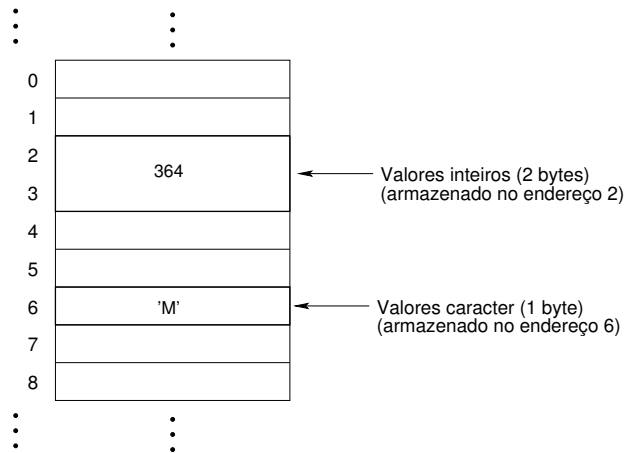 0
1
2
364
Valores inteiros (2 bytes)
(armazenado no endereço 2)
3
4
5
6
'M'
Valores caracter (1 byte)
(armazenado no endereço 6)
7
8